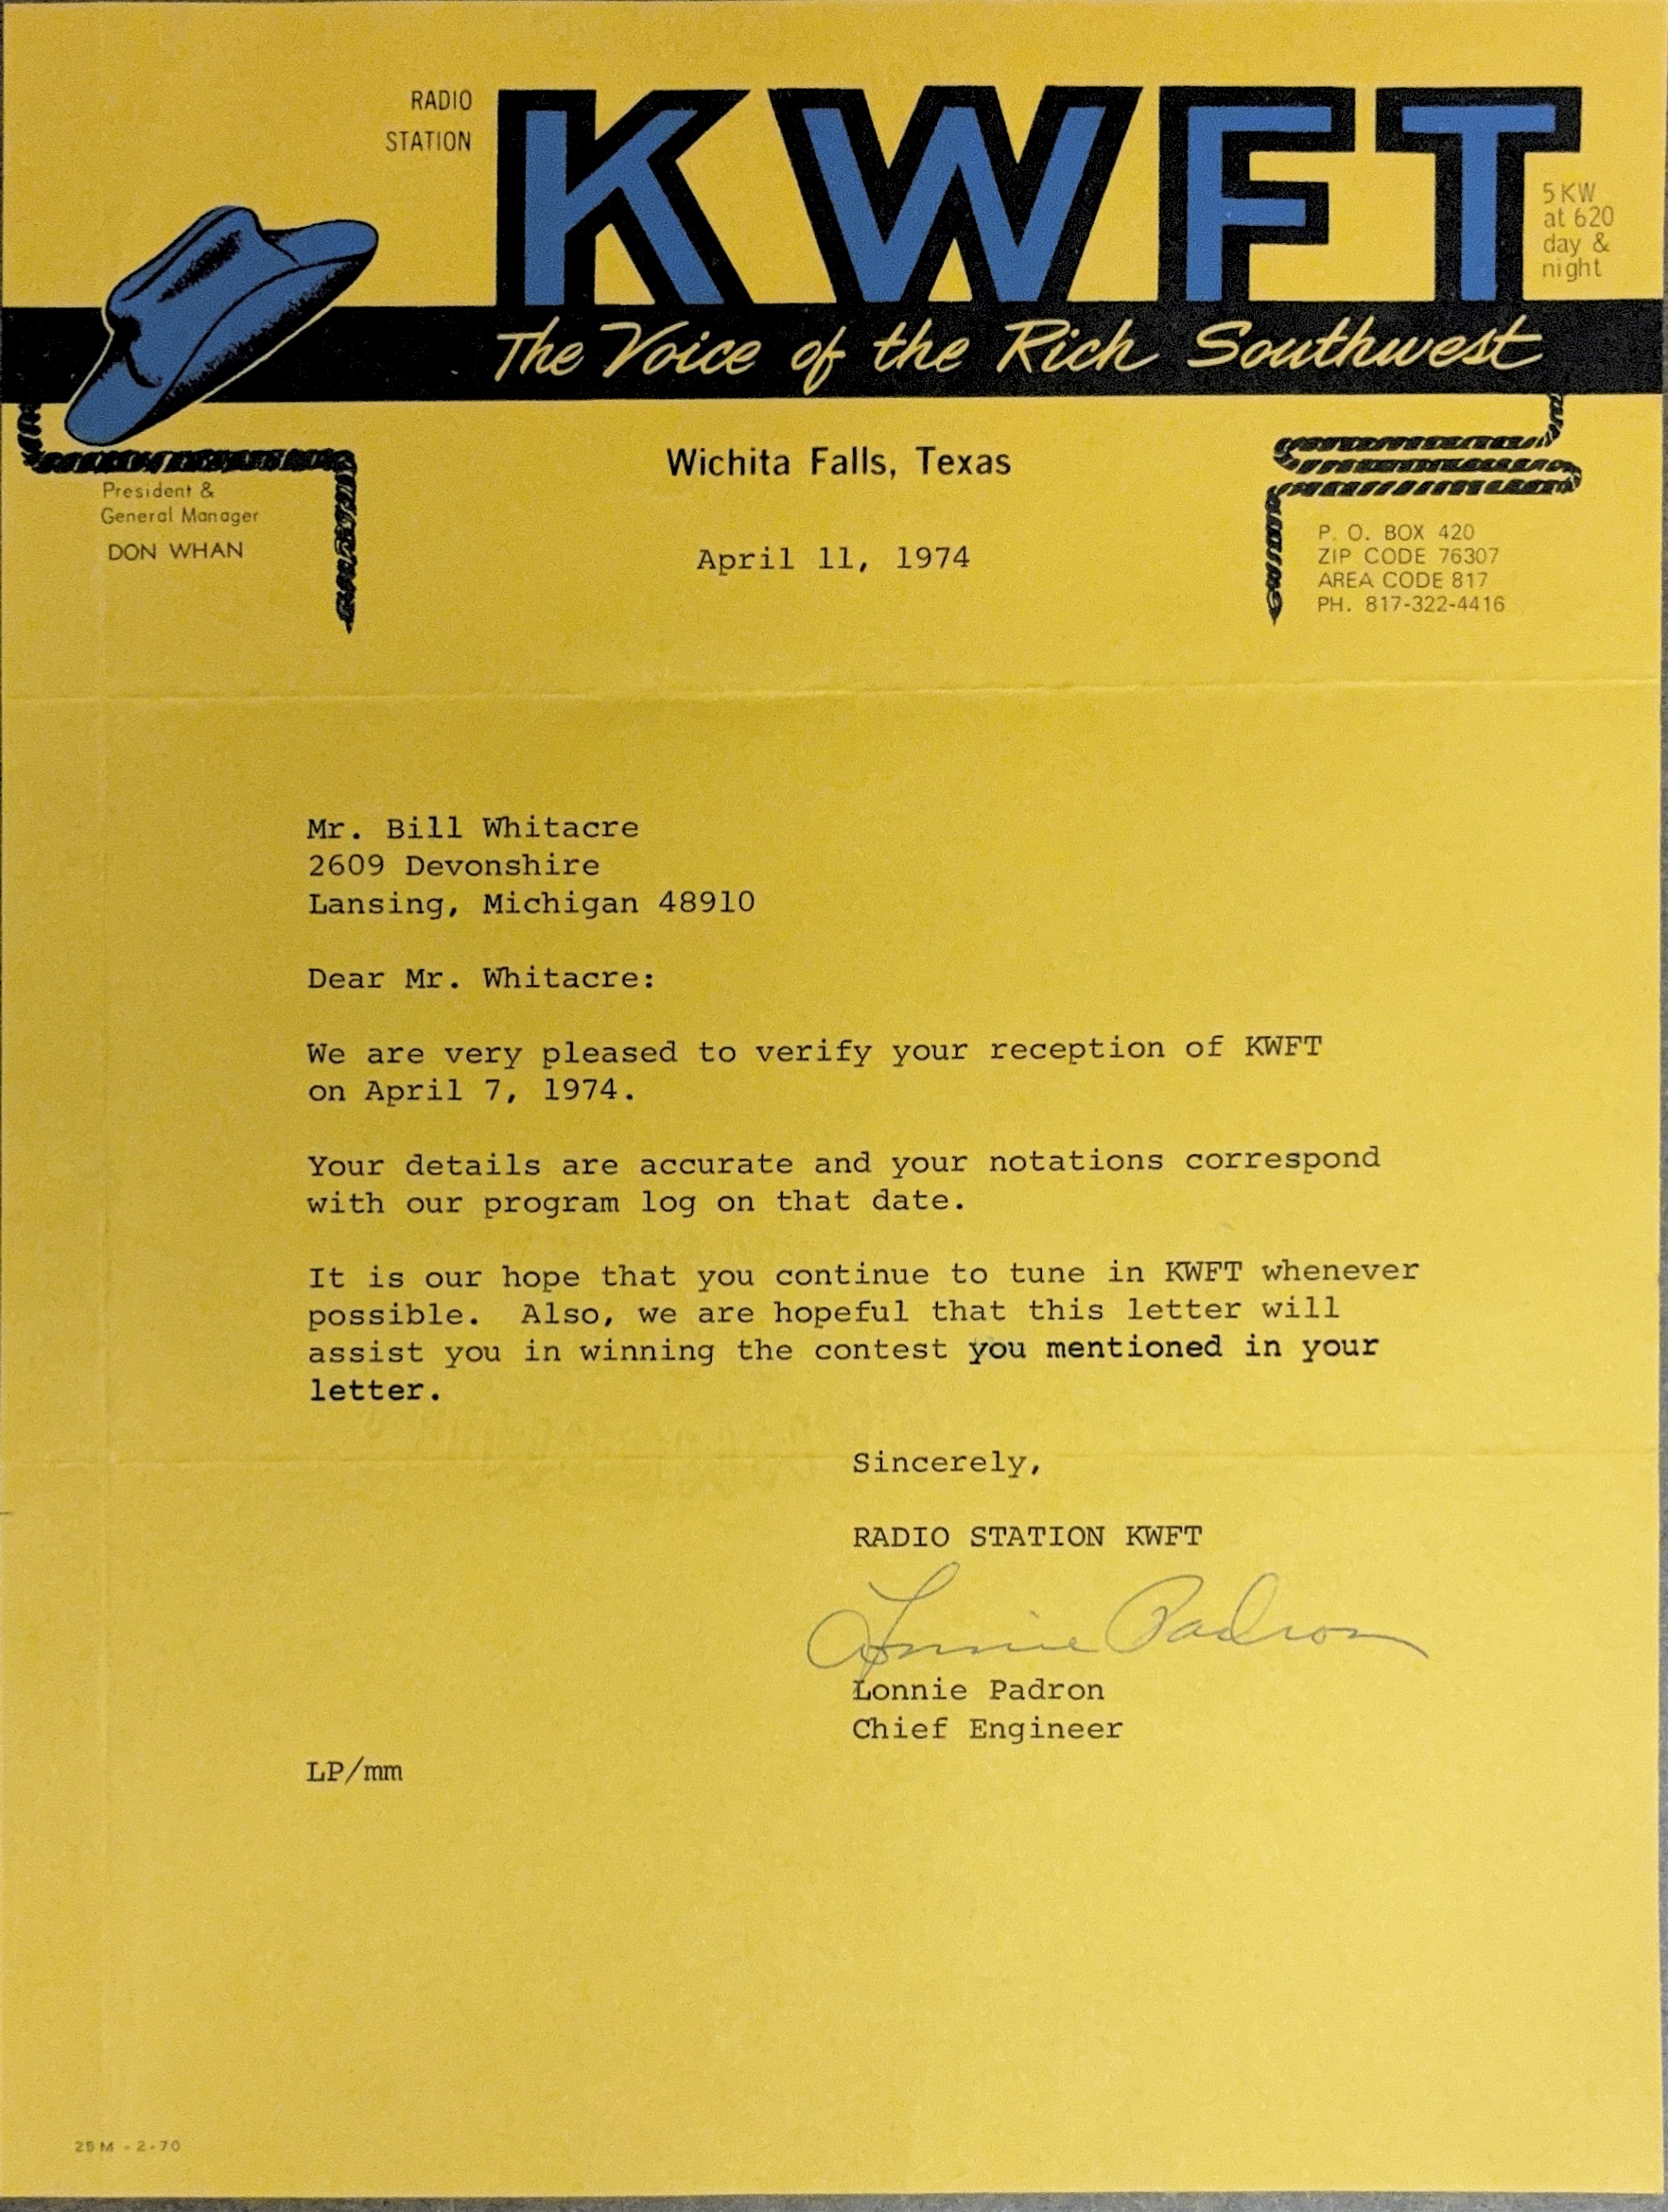 RADIO
STATION
KWFT
5 KW
at 620
day &
night
The Voice of the Rich Southwest
Wichita Falls, Texas
President &
General Manager
DON WHAN
April 11, 1974
P. O. BOX 420
ZIP CODE 76307
AREA CODE 817
PH. 817-322-4416
Mr. Bill Whitacre
2609 Devonshire
Lansing, Michigan 48910
Dear Mr. Whitacre:
We are very pleased to verify your reception of KWFT
on April 7, 1974.
Your details are accurate and your notations correspond
with our program log on that date.
It is our hope that you continue to tune in KWFT whenever
possible.  Also, we are hopeful that this letter will
assist you in winning the contest you mentioned in your
letter.
Sincerely,
RADIO STATION KWFT
Lonnie Padron
Lonnie Padron
Chief Engineer
LP/mm
25M - 2-70